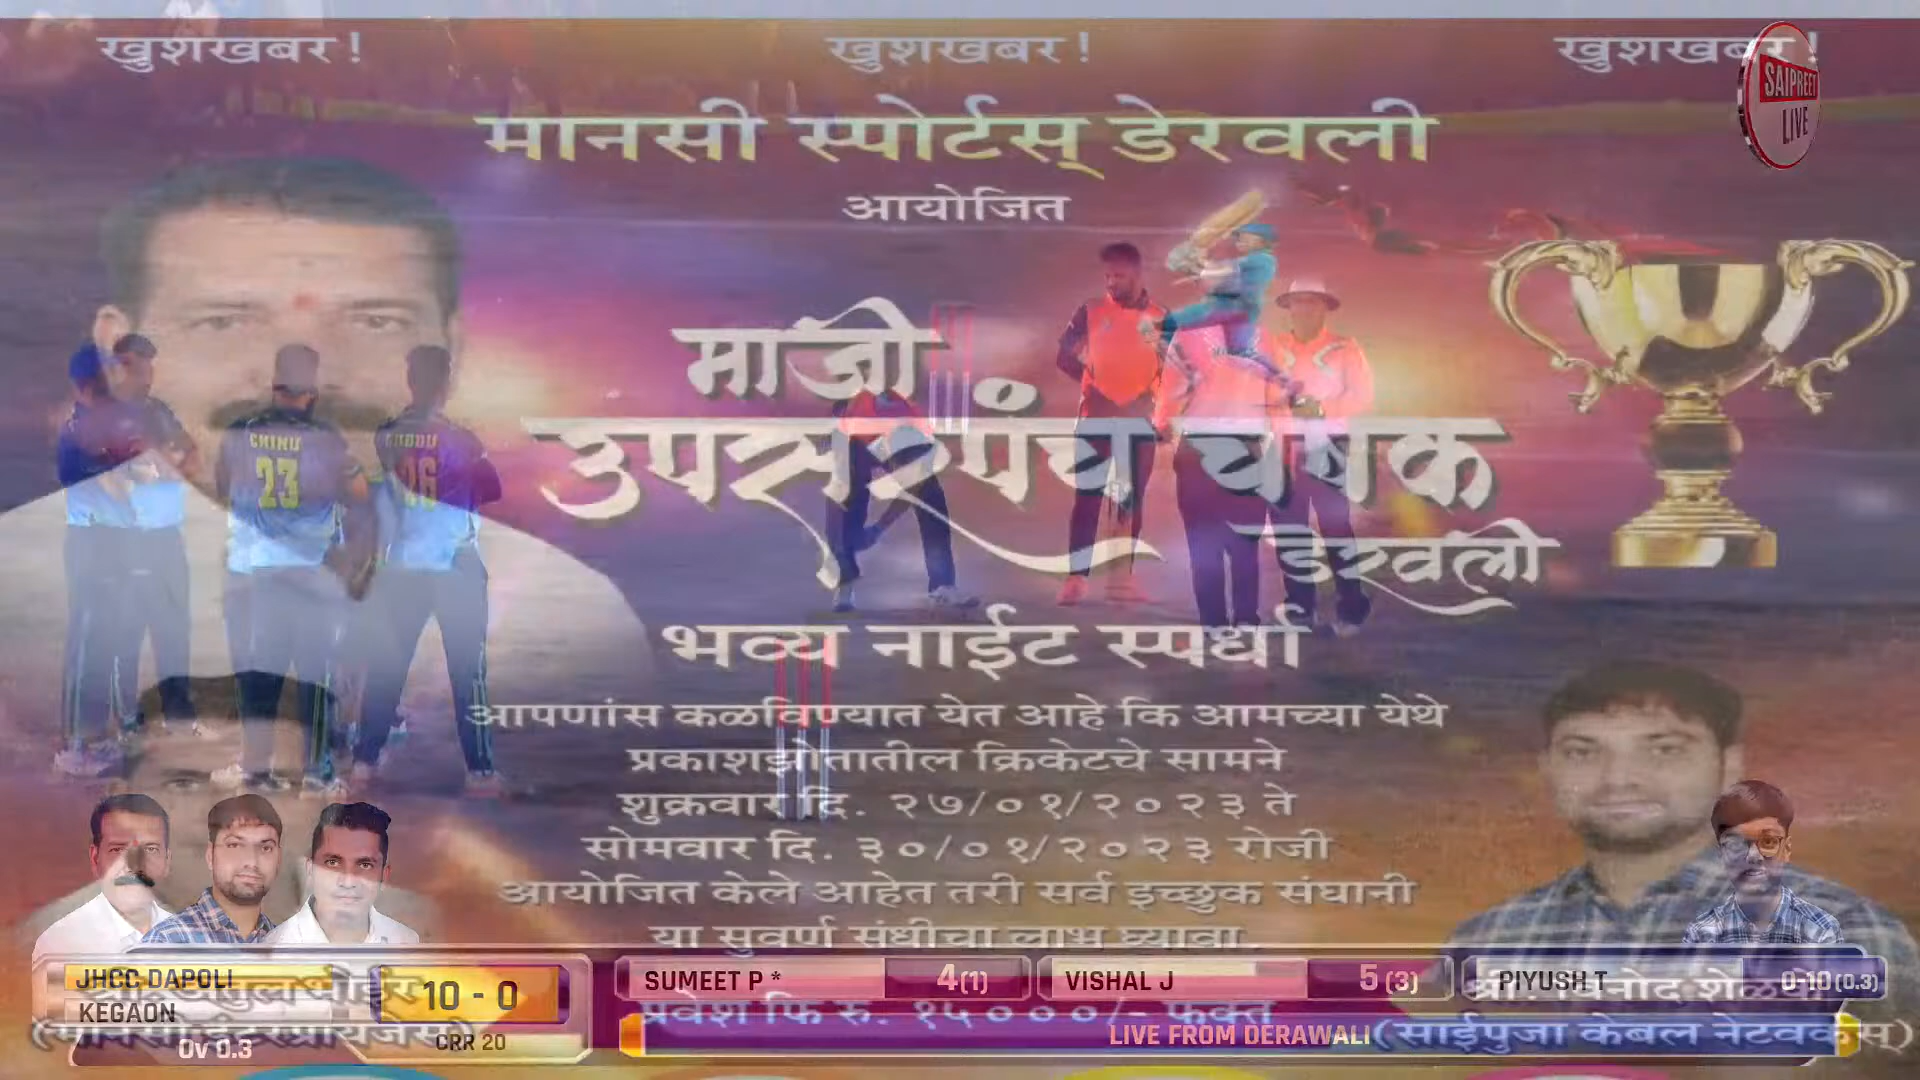 खुशखबर! खुशखबर! खुशखबर!
SAIPREET
LIVE
मानसी स्पोर्टस् डेरवली
आयोजित
माजी
उपसरपंच चषक
डेरवली
CHINU
23
भव्य नाईट स्पर्धा
आपणांस कळविण्यात येत आहे कि आमच्या येथे
प्रकाशझोतातील क्रिकेटचे सामने
शुक्रवार दि. २७/०१/२०२३ ते
सोमवार दि. ३०/०१/२०२३ रोजी
आयोजित केले आहेत तरी सर्व इच्छुक संघानी
या सुवर्ण संधीचा लाभ घ्यावा.
JHCC DAPOLI 10 - 0 SUMEET P * 4 (1) VISHAL J 5 (3) PIYUSH T 0-10 (0.3)
KEGAON
श्री. विनोद शेळके
प्रवेश फि रु. १५०००/- फक्त
Ov 0.3 CRR 20 LIVE FROM DERAWALI
(साईपुजा केबल नेटवर्कस्)